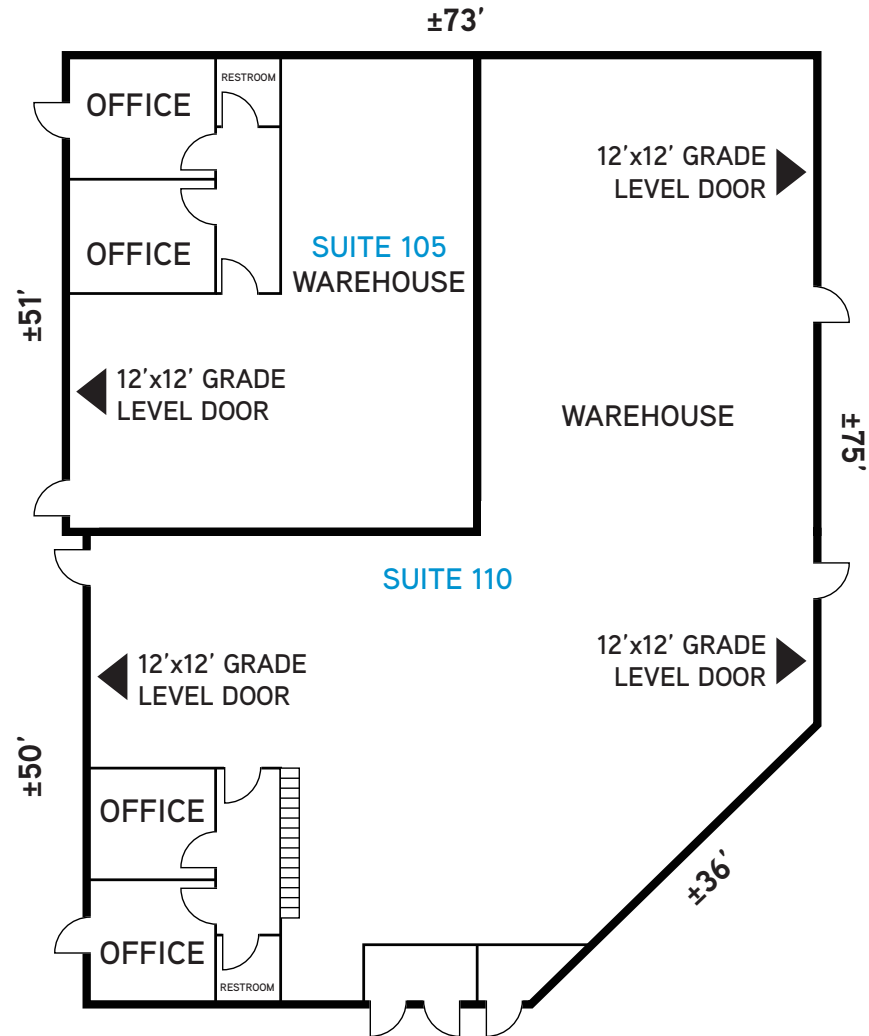 ±73′
RESTROOM
OFFICE
12′x12′ GRADE
LEVEL DOOR
OFFICE
SUITE 105
WAREHOUSE
±51′
12′x12′ GRADE
LEVEL DOOR
WAREHOUSE
±75′
SUITE 110
12′x12′ GRADE
LEVEL DOOR
12′x12′ GRADE
LEVEL DOOR
±50′
OFFICE
±36′
OFFICE
RESTROOM